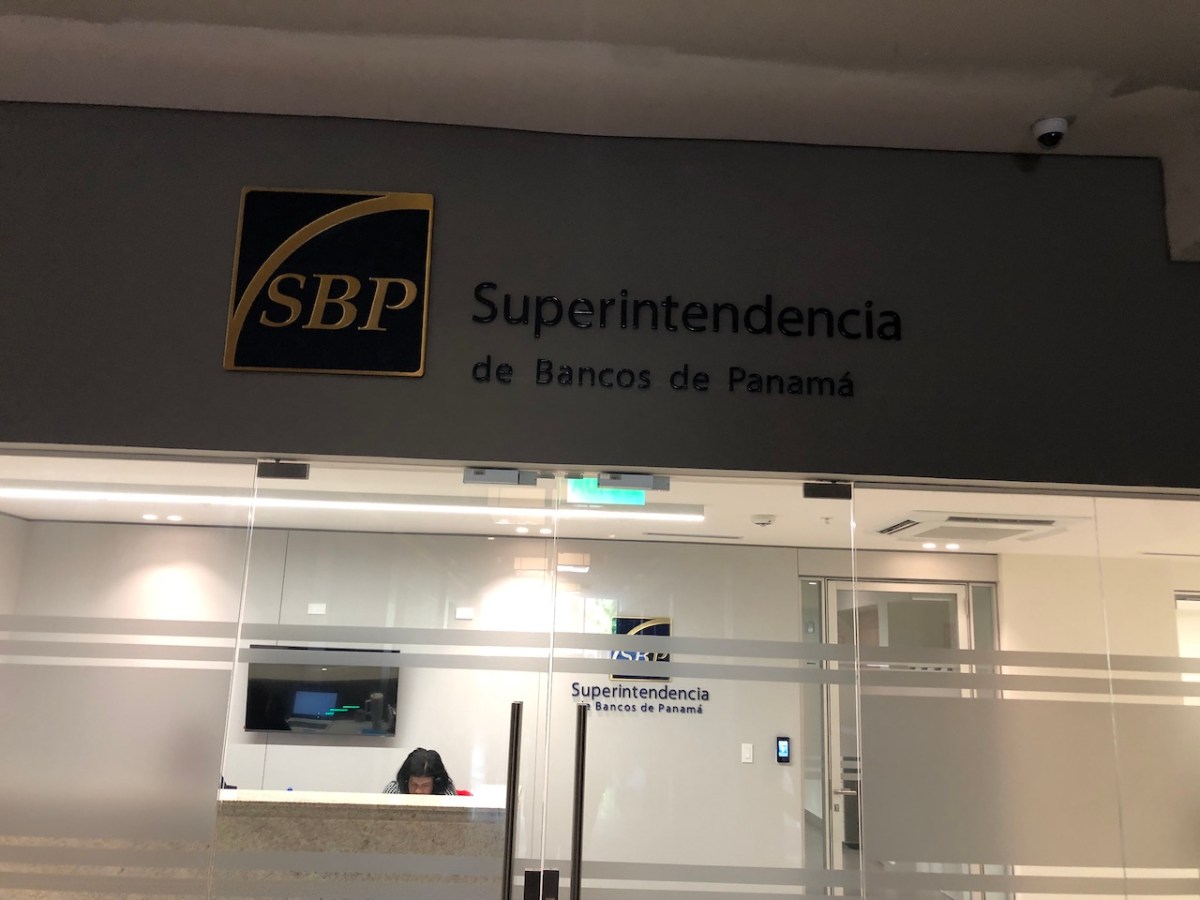 SBP
Superintendencia
de Bancos de Panamá
SBP
Superintendencia
de Bancos de Panamá